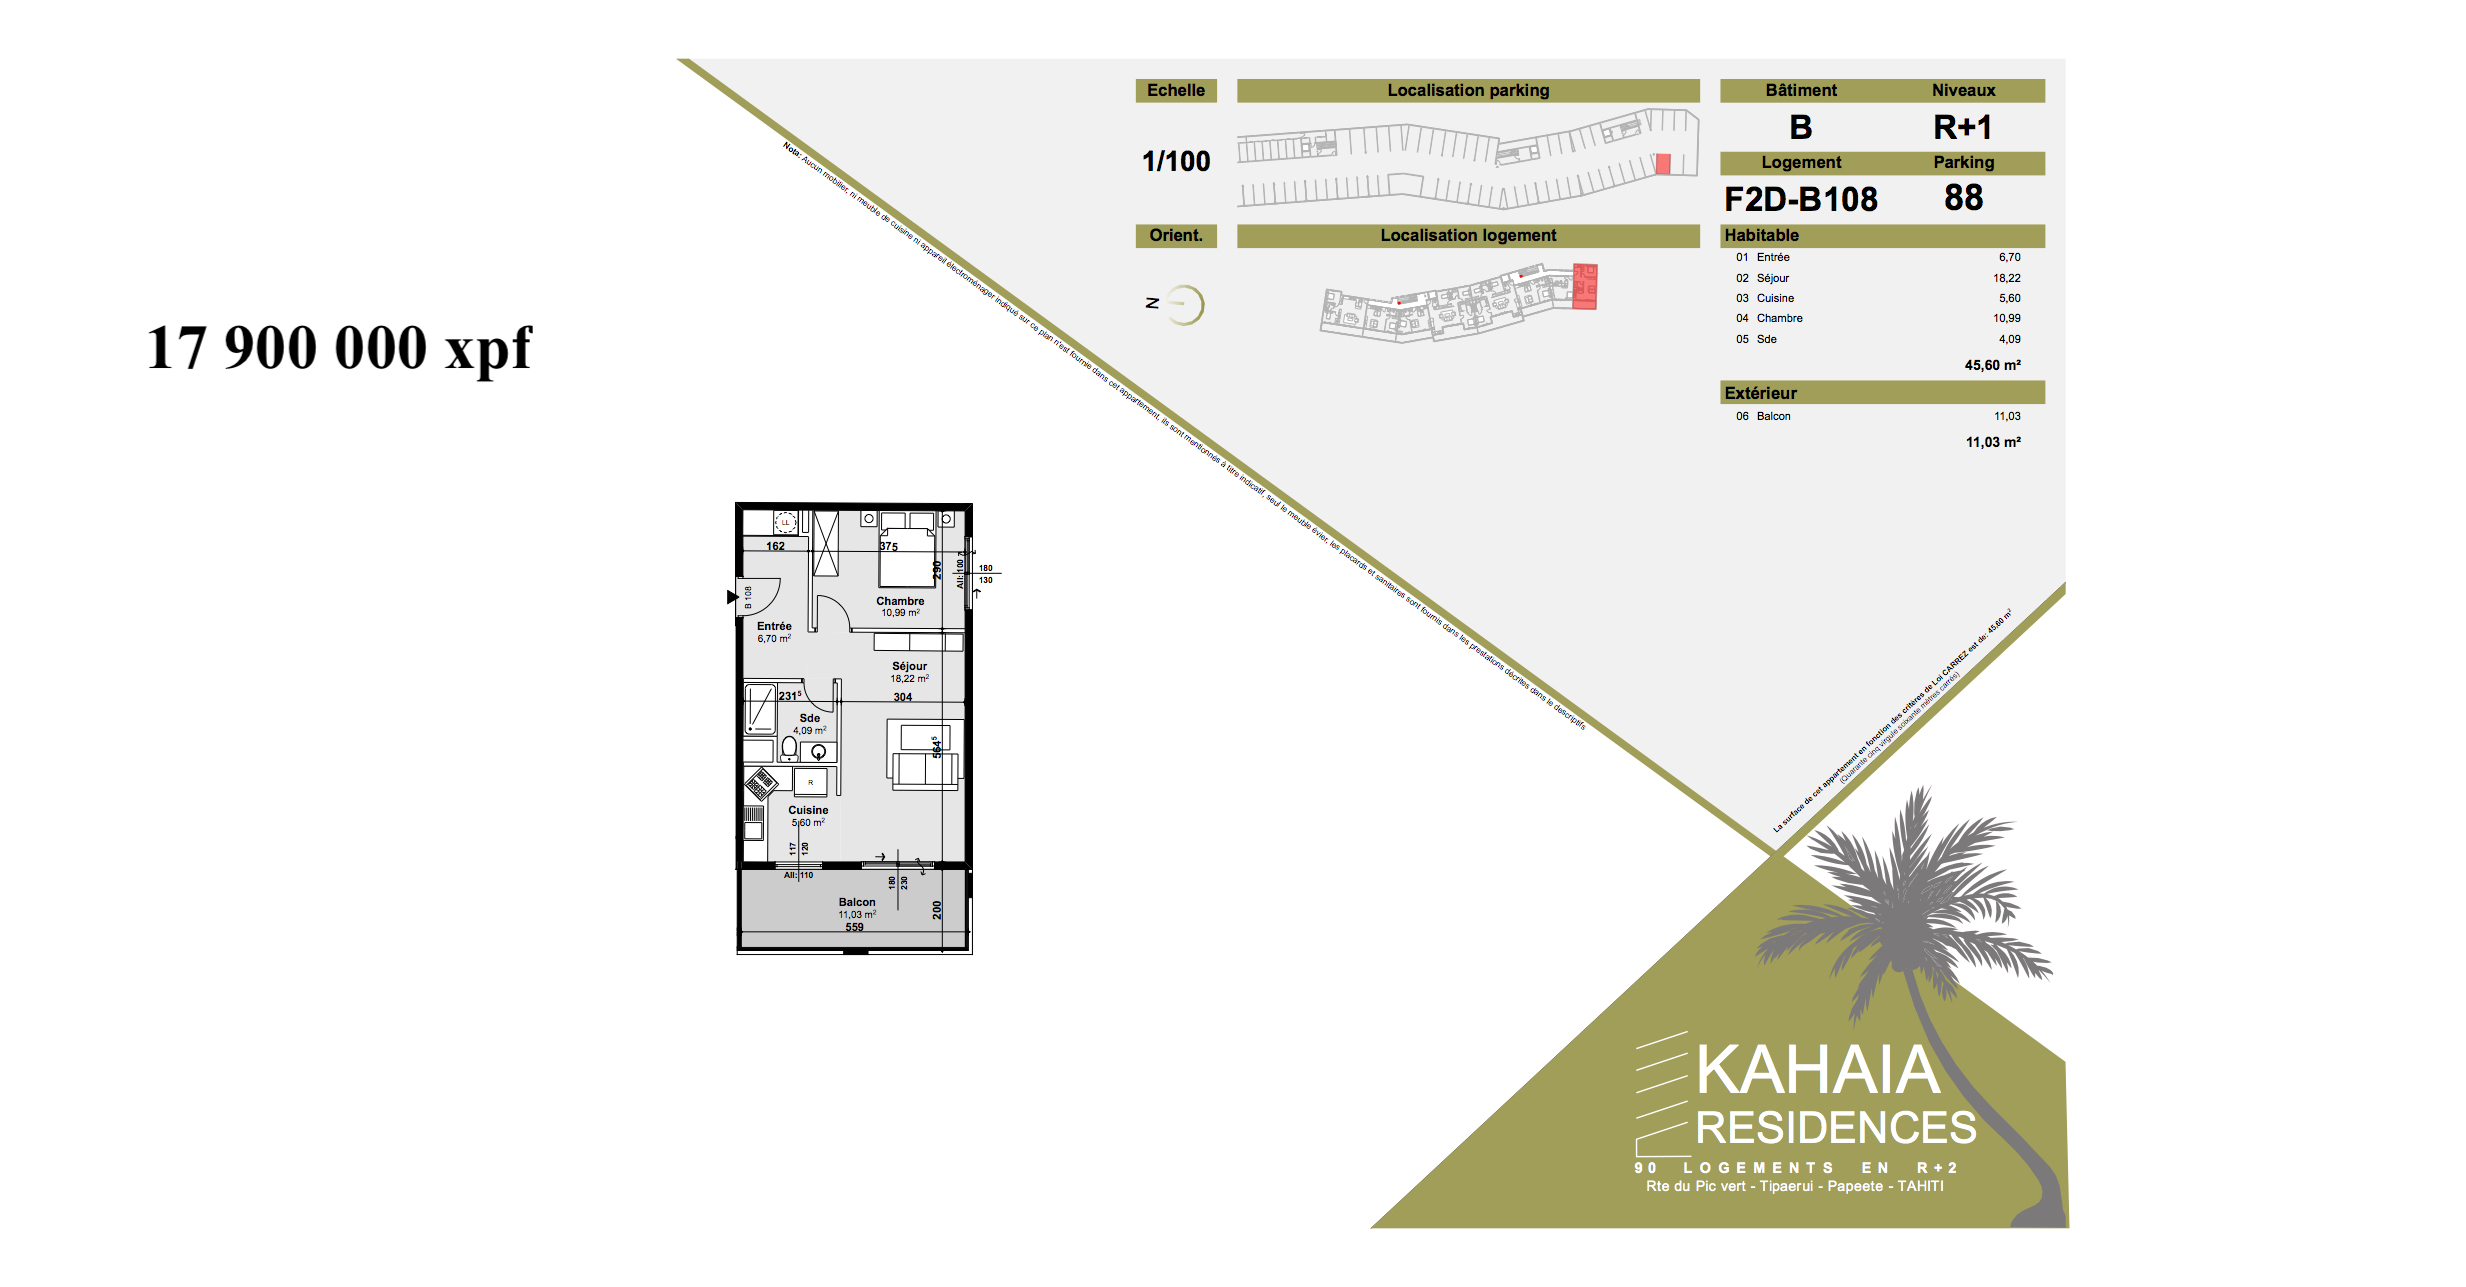 17 900 000 xpf
Echelle
1/100
Orient.
N
Localisation parking
Localisation logement
Bâtiment Niveaux
B R+1
Logement Parking
F2D-B108 88
Habitable
01 Entrée 6,70
02 Séjour 18,22
03 Cuisine 5,60
04 Chambre 10,99
05 Sde 4,09
45,60 m²
Extérieur
06 Balcon 11,03
11,03 m²
Nota: Aucun mobilier, ni meuble de cuisine ni appareil électroménager indiqué sur ce plan n'est fournie dans cet appartement, ils sont mentionnés à titre indicatif, seul le meuble évier, les placards et sanitaires sont fournis dans les prestations décrites dans le descriptifs
La surface de cet appartement en fonction des critères de Loi CARREZ est de: 45,60 m²
(Quarante cinq virgule soixante mètres carrés)
LL
162
375
290
All: 100
180
130
B 108
Chambre
10,99 m²
Entrée
6,70 m²
Séjour
18,22 m²
231⁵
304
Sde
4,09 m²
564⁵
R
Cuisine
5,60 m²
117
120
All: 110
180
230
Balcon
11,03 m²
559
200
KAHAIA
RESIDENCES
90 LOGEMENTS EN R+2
Rte du Pic vert - Tipaerui - Papeete - TAHITI